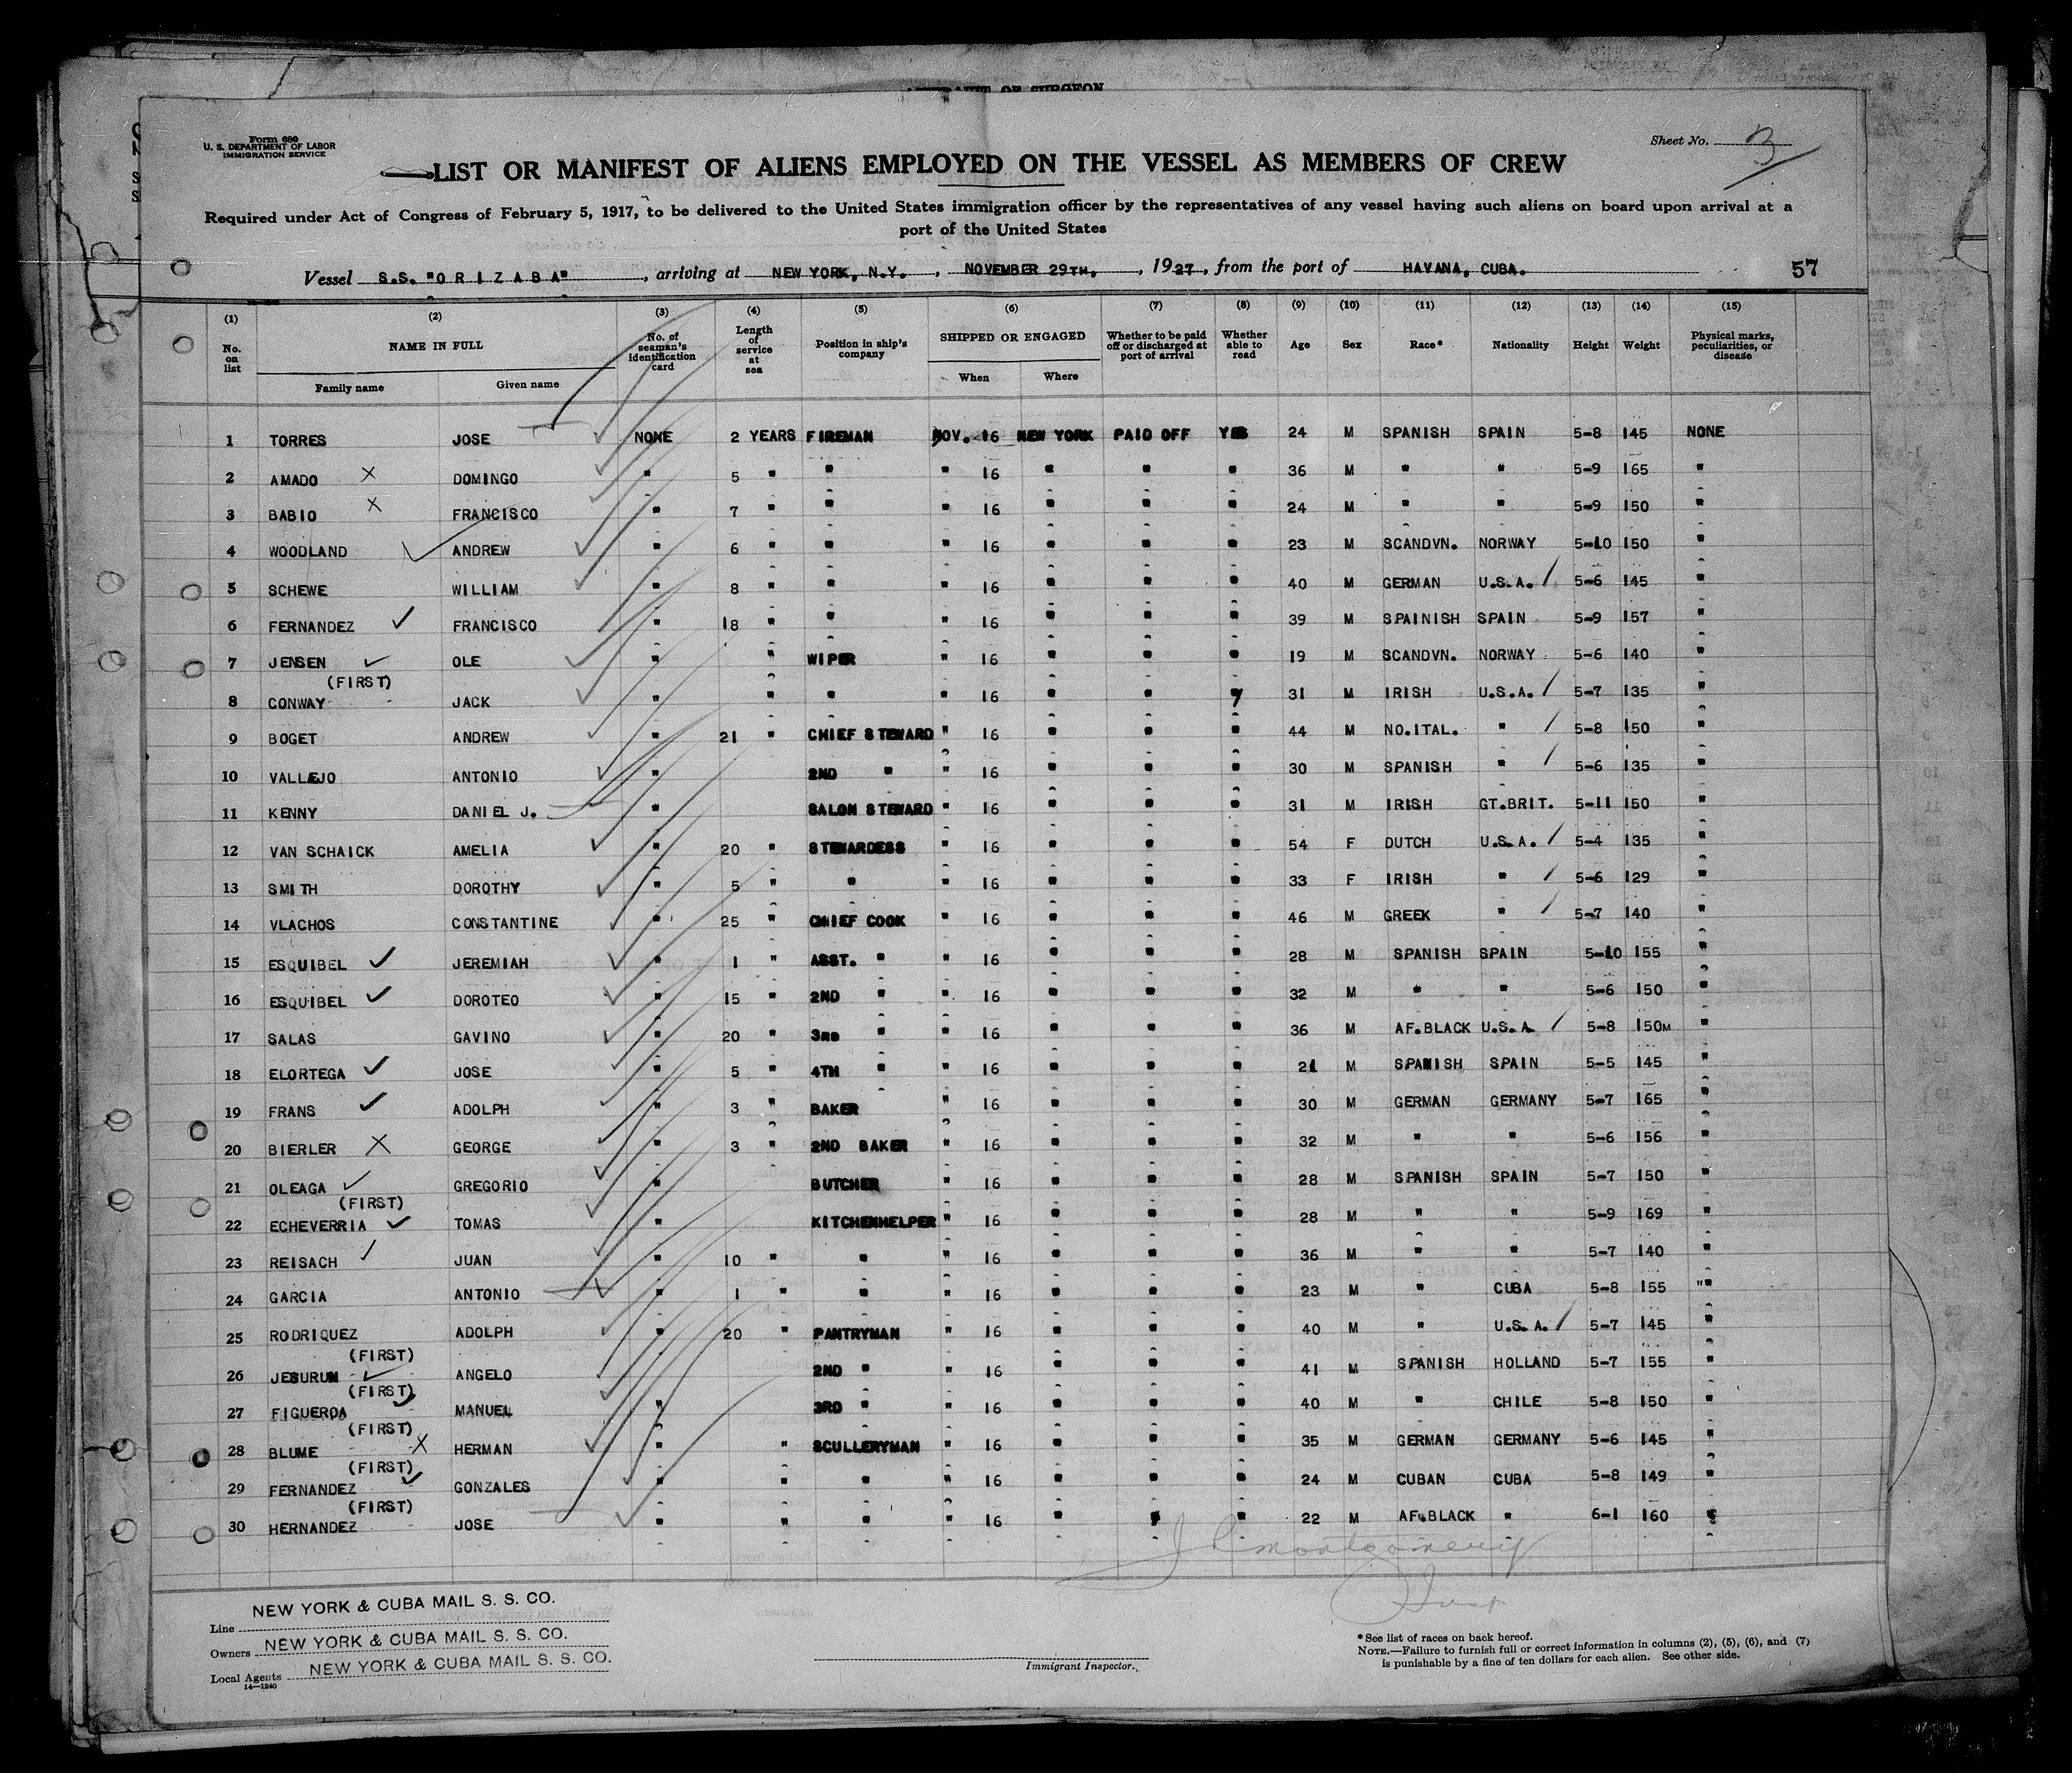 AFFIDAVIT OF SURGEON
Form 680
U. S. DEPARTMENT OF LABOR
IMMIGRATION SERVICE
Sheet No. 3
LIST OR MANIFEST OF ALIENS EMPLOYED ON THE VESSEL AS MEMBERS OF CREW
Required under Act of Congress of February 5, 1917, to be delivered to the United States immigration officer by the representatives of any vessel having such aliens on board upon arrival at a
port of the United States
Vessel S.S. "ORIZABA", arriving at NEW YORK, N.Y., NOVEMBER 29TH, 1927, from the port of HAVANA, CUBA. 57
(1) (2) (3) (4) (5) (6) (7) (8) (9) (10) (11) (12) (13) (14) (15)
No. on list NAME IN FULL No. of seaman's identification card Length of service at sea Position in ship's company SHIPPED OR ENGAGED Whether to be paid off or discharged at port of arrival Whether able to read Age Sex Race* Nationality Height Weight Physical marks, peculiarities, or disease
Family name Given name When Where
1 TORRES JOSE NONE 2 YEARS FIREMAN NOV. 16 NEW YORK PAID OFF YES 24 M SPANISH SPAIN 5-8 145 NONE
2 AMADO X DOMINGO " 5 " " " 16 " " " 36 M " " 5-9 165 "
3 BABIO X FRANCISCO " 7 " " " 16 " " " 24 M " " 5-9 150 "
4 WOODLAND ANDREW " 6 " " " 16 " " " 23 M SCANDVN. NORWAY 5-10 150 "
5 SCHEWE WILLIAM " 8 " " " 16 " " " 40 M GERMAN U.S.A. 5-6 145 "
6 FERNANDEZ FRANCISCO " 18 " " " 16 " " " 39 M SPAINISH SPAIN 5-9 157 "
7 JENSEN OLE " " WIPER " 16 " " " 19 M SCANDVN. NORWAY 5-6 140 "
(FIRST)
8 CONWAY JACK " " " " 16 " " " 31 M IRISH U.S.A. 5-7 135 "
9 BOGET ANDREW " 21 " CHIEF STEWARD " 16 " " " 44 M NO.ITAL. " 5-8 150 "
10 VALLEJO ANTONIO " 2ND " " 16 " " " 30 M SPANISH " 5-6 135 "
11 KENNY DANIEL J. " SALON STEWARD " 16 " " " 31 M IRISH GT.BRIT. 5-11 150 "
12 VAN SCHAICK AMELIA " 20 " STEWARDESS " 16 " " " 54 F DUTCH U.S.A. 5-4 135 "
13 SMITH DOROTHY " 5 " " " 16 " " " 33 F IRISH " 5-6 129 "
14 VLACHOS CONSTANTINE " 25 " CHIEF COOK " 16 " " " 46 M GREEK " 5-7 140 "
15 ESQUIBEL JEREMIAH " 1 " ASST. " " 16 " " " 28 M SPANISH SPAIN 5-10 155 "
16 ESQUIBEL DOROTEO " 15 " 2ND " " 16 " " " 32 M " " 5-6 150 "
17 SALAS GAVINO " 20 " 3RD " " 16 " " " 36 M AF.BLACK U.S.A. 5-8 150M "
18 ELORTEGA JOSE " 5 " 4TH " " 16 " " " 21 M SPANISH SPAIN 5-5 145 "
19 FRANS ADOLPH " 3 " BAKER " 16 " " " 30 M GERMAN GERMANY 5-7 165 "
20 BIERLER X GEORGE " 3 " 2ND BAKER " 16 " " " 32 M " " 5-6 156 "
21 OLEAGA GREGORIO " BUTCHER " 16 " " " 28 M SPANISH SPAIN 5-7 150 "
(FIRST)
22 ECHEVERRIA TOMAS " KITCHENHELPER " 16 " " " 28 M " " 5-9 169 "
23 REISACH JUAN " 10 " " " 16 " " " 36 M " " 5-7 140 "
24 GARCIA ANTONIO " 1 " " " 16 " " " 23 M " CUBA 5-8 155 "
25 RODRIQUEZ ADOLPH " 20 " PANTRYMAN " 16 " " " 40 M " U.S.A. 5-7 145 "
(FIRST)
26 JESURUM ANGELO 2ND " " 16 " " " 41 M SPANISH HOLLAND 5-7 155 "
(FIRST)
27 FIGUEROA MANUEL " 3RD " " 16 " " " 40 M " CHILE 5-8 150 "
(FIRST)
28 BLUME X HERMAN " " SCULLERYMAN " 16 " " " 35 M GERMAN GERMANY 5-6 145 "
(FIRST)
29 FERNANDEZ GONZALES " " " " 16 " " " 24 M CUBAN CUBA 5-8 149 "
(FIRST)
30 HERNANDEZ JOSE " " " " 16 " " " 22 M AF.BLACK " 6-1 160 "
Montgomery
Insp
Line NEW YORK & CUBA MAIL S. S. CO.
Owners NEW YORK & CUBA MAIL S. S. CO.
Local Agents NEW YORK & CUBA MAIL S. S. CO.
14—1240
Immigrant Inspector.
*See list of races on back hereof.
NOTE.—Failure to furnish full or correct information in columns (2), (5), (6), and (7)
is punishable by a fine of ten dollars for each alien. See other side.